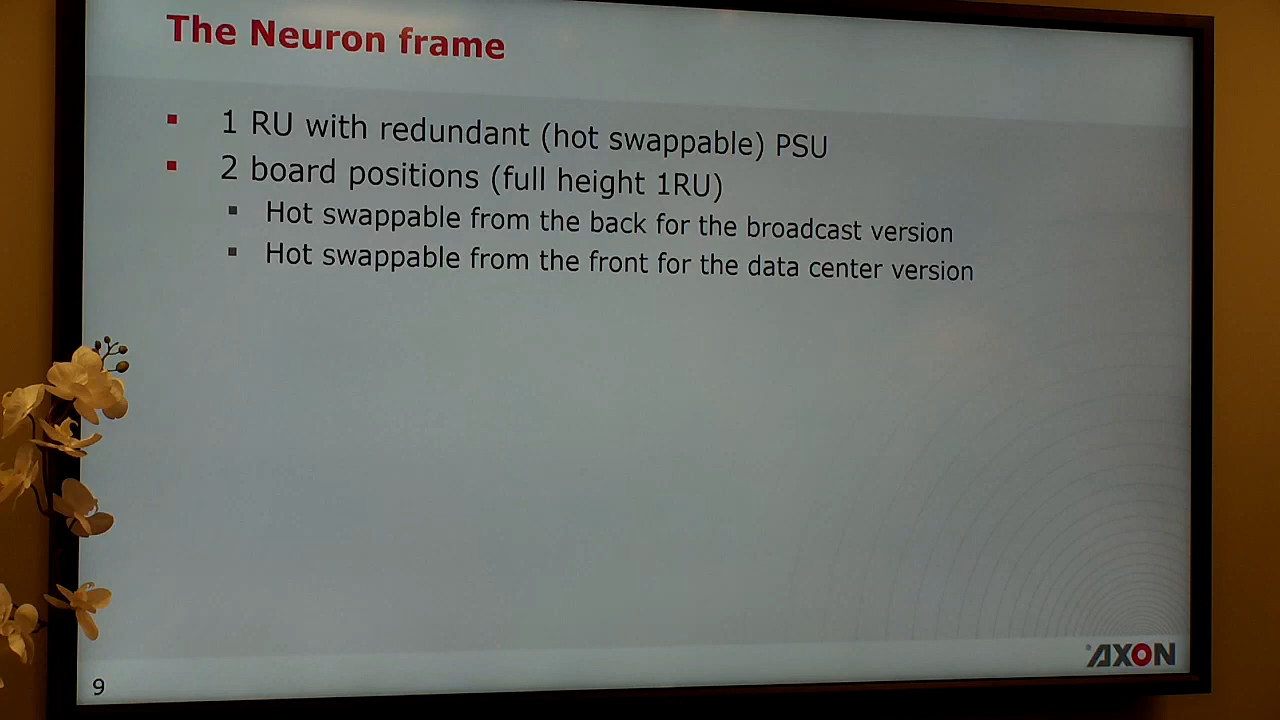 The Neuron frame
1 RU with redundant (hot swappable) PSU
2 board positions (full height 1RU)
Hot swappable from the back for the broadcast version
Hot swappable from the front for the data center version
AXON
9